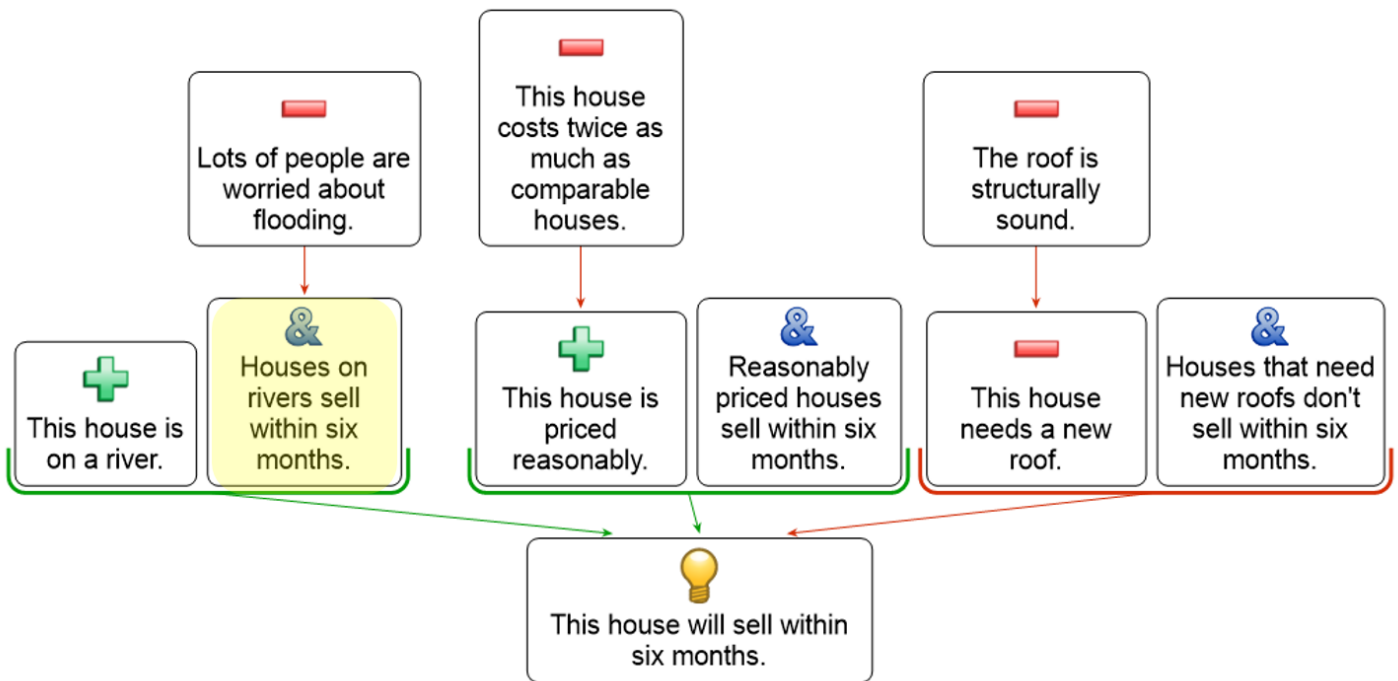 Lots of people are
worried about
flooding.
This house
costs twice as
much as
comparable
houses.
The roof is
structurally
sound.
This house is
on a river.
&
Houses on
rivers sell
within six
months.
This house is
priced
reasonably.
&
Reasonably
priced houses
sell within six
months.
This house
needs a new
roof.
&
Houses that need
new roofs don't
sell within six
months.
This house will sell within
six months.